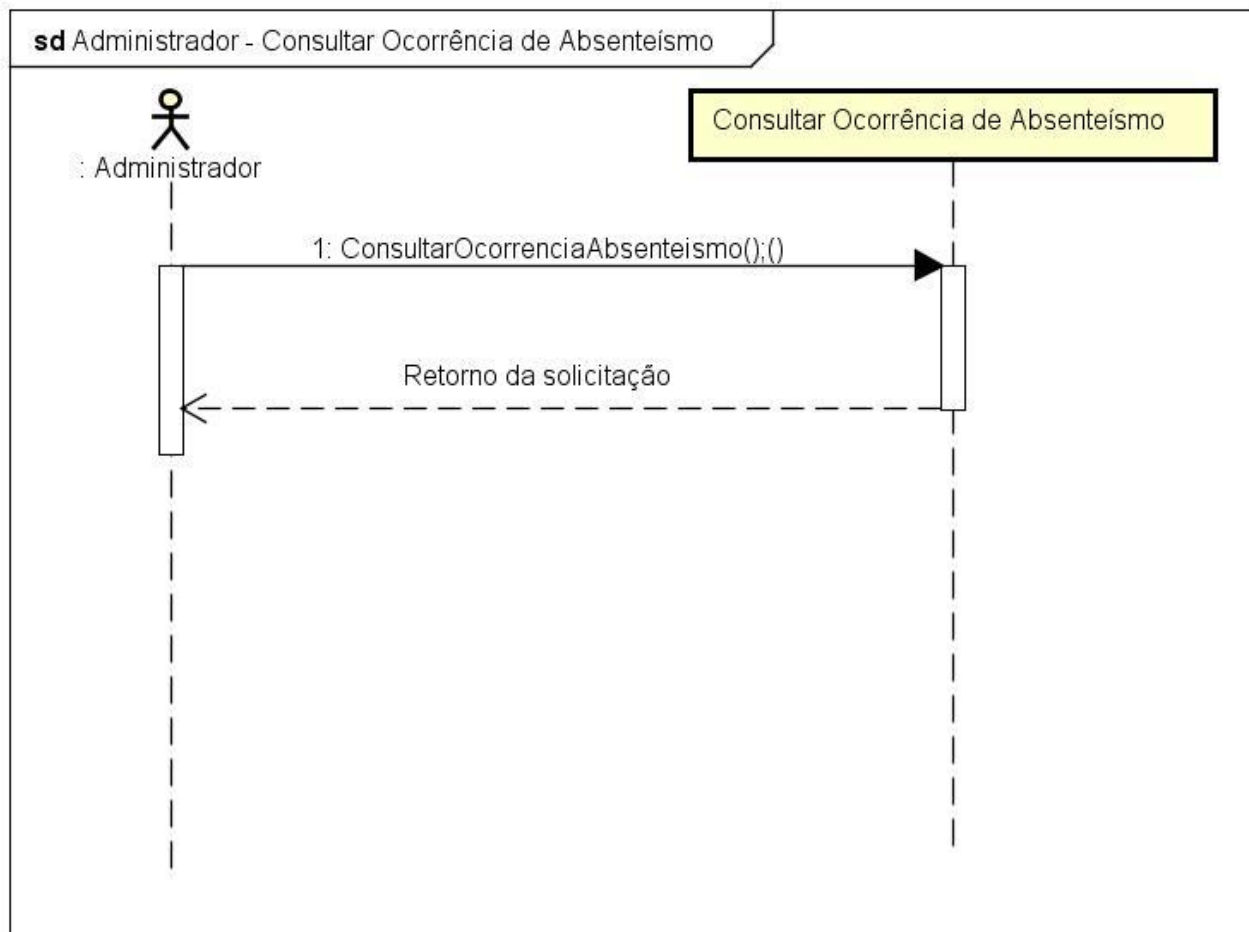 sd Administrador - Consultar Ocorrência de Absenteísmo
Consultar Ocorrência de Absenteísmo
: Administrador
1: ConsultarOcorrenciaAbsenteismo();()
Retorno da solicitação